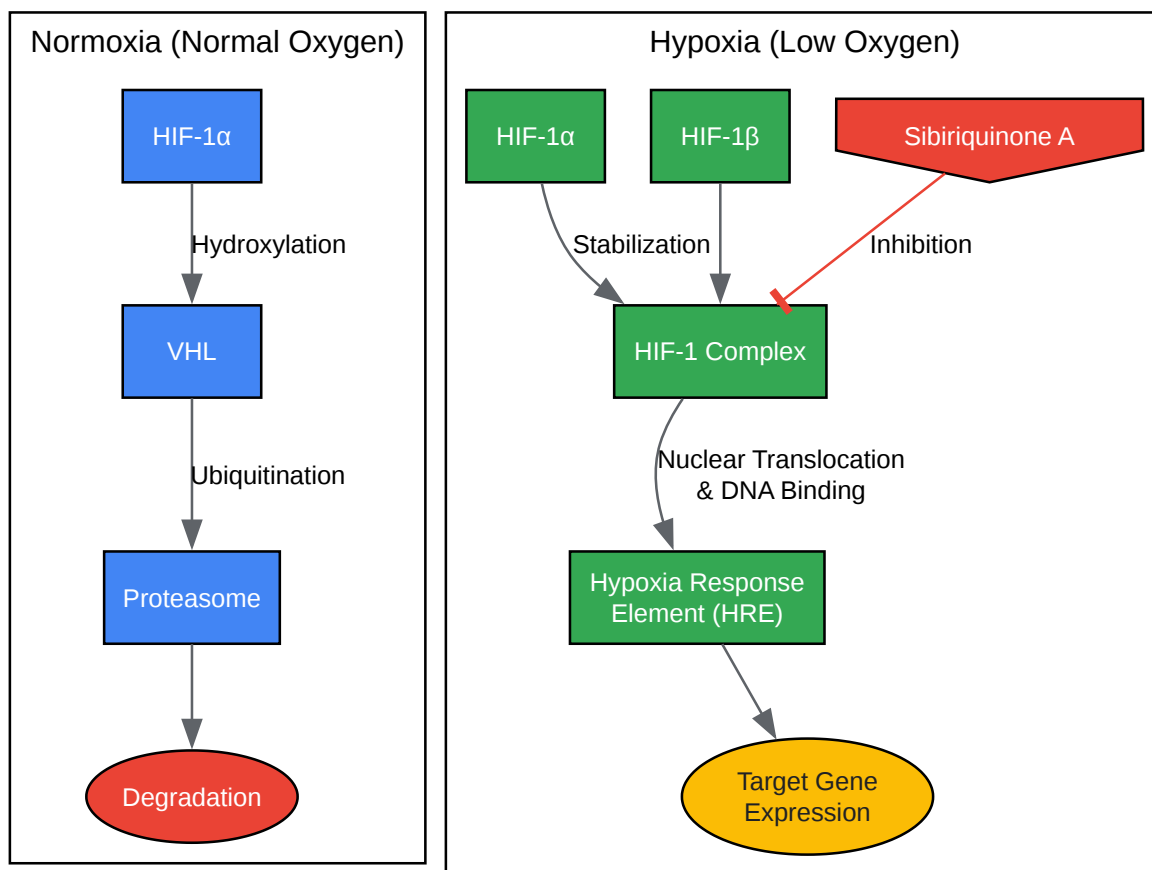 Normoxia (Normal Oxygen)
HIF-1α
Hydroxylation
VHL
Ubiquitination
Proteasome
Degradation
Hypoxia (Low Oxygen)
HIF-1α
HIF-1β
Sibiriquinone A
Stabilization
Inhibition
HIF-1 Complex
Nuclear Translocation
& DNA Binding
Hypoxia Response
Element (HRE)
Target Gene
Expression